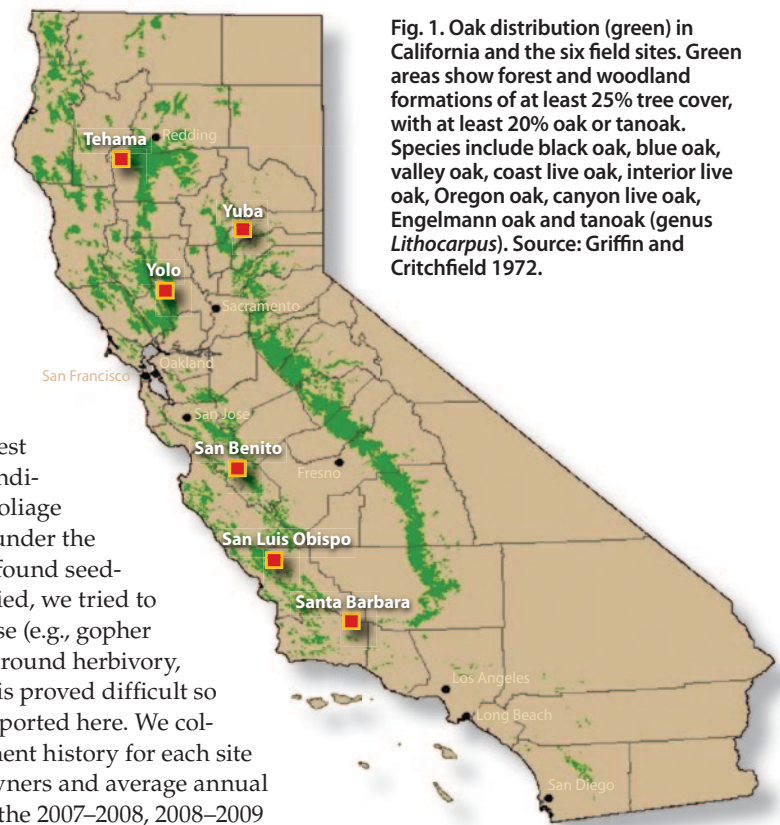 Fig. 1. Oak distribution (green) in
California and the six field sites. Green
areas show forest and woodland
formations of at least 25% tree cover,
with at least 20% oak or tanoak.
Species include black oak, blue oak,
valley oak, coast live oak, interior live
oak, Oregon oak, canyon live oak,
Engelmann oak and tanoak (genus
Lithocarpus). Source: Griffin and
Critchfield 1972.
Tehama
Redding
Yuba
Yolo
Sacramento
Oakland
San Francisco
San Jose
San Benito
Fresno
San Luis Obispo
Santa Barbara
Los Angeles
Long Beach
San Diego
est
ndi-
oliage
under the
found seed-
ied, we tried to
se (e.g., gopher
round herbivory,
is proved difficult so
ported here. We col-
ent history for each site
wners and average annual
the 2007–2008, 2008–2009